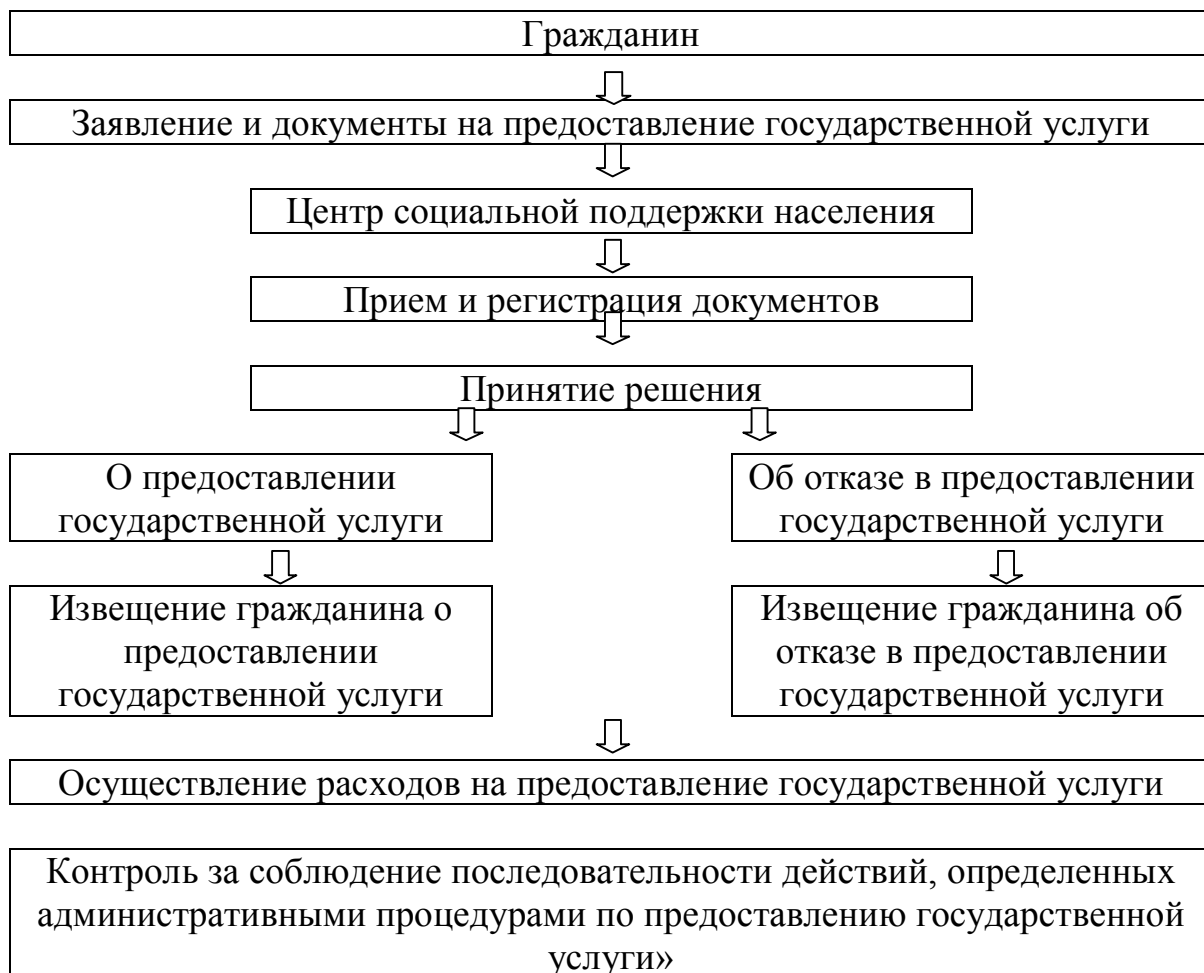 Гражданин
Заявление и документы на предоставление государственной услуги
Центр социальной поддержки населения
Прием и регистрация документов
Принятие решения
О предоставлении
государственной услуги
Об отказе в предоставлении
государственной услуги
Извещение гражданина о
предоставлении
государственной услуги
Извещение гражданина об
отказе в предоставлении
государственной услуги
Осуществление расходов на предоставление государственной услуги
Контроль за соблюдение последовательности действий, определенных
административными процедурами по предоставлению государственной
услуги»